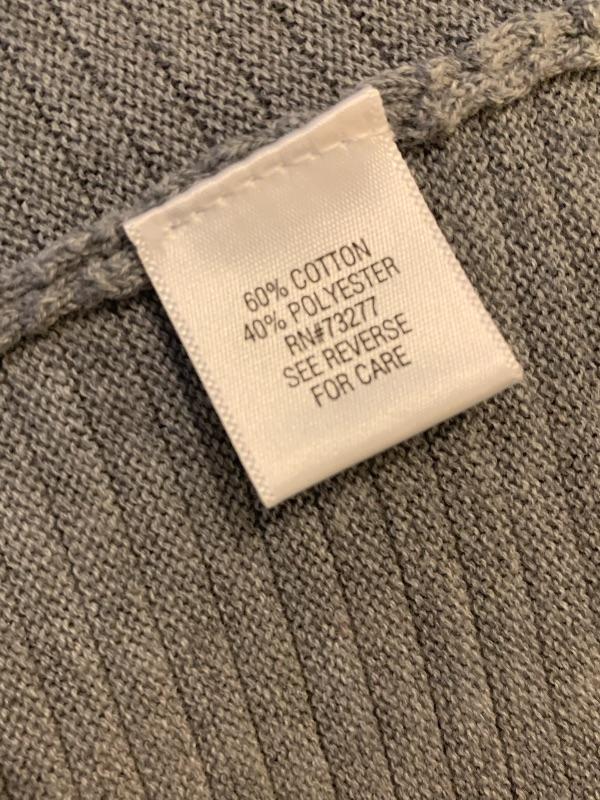 60% COTTON
40% POLYESTER
RN#73277
SEE REVERSE
FOR CARE